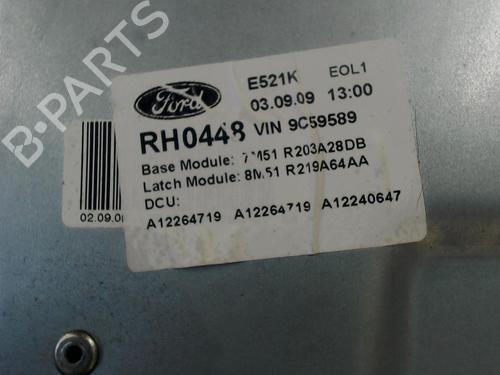 B-PARTS
Ford
E521K EOL1
03.09.09 13:00
RH0448 VIN 9C59589
Base Module: 7M51 R203A28DB
Latch Module: 8M51 R219A64AA
DCU:
A12264719 A12264719 A12240647
02.09.0